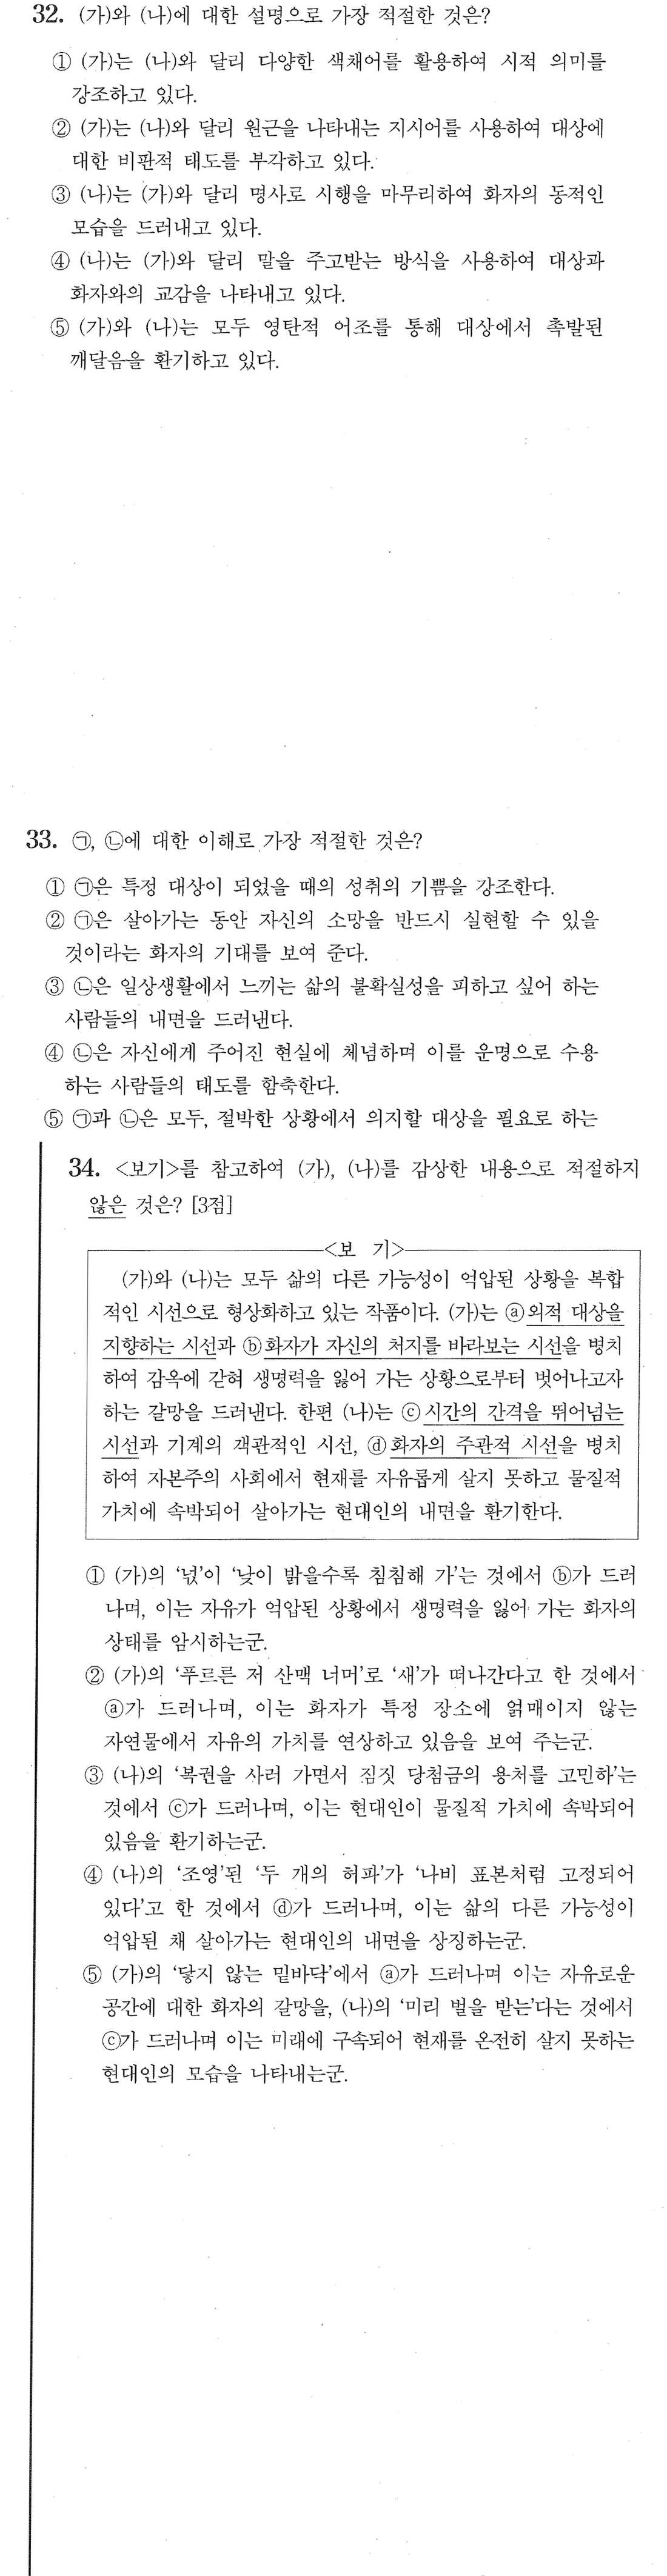 32. (가)와 (나)에 대한 설명으로 가장 적절한 것은?
① (가)는 (나)와 달리 다양한 색채어를 활용하여 시적 의미를
강조하고 있다.
② (가)는 (나)와 달리 원근을 나타내는 지시어를 사용하여 대상에
대한 비판적 태도를 부각하고 있다.
③ (나)는 (가)와 달리 명사로 시행을 마무리하여 화자의 동적인
모습을 드러내고 있다.
④ (나)는 (가)와 달리 말을 주고받는 방식을 사용하여 대상과
화자와의 교감을 나타내고 있다.
⑤ (가)와 (나)는 모두 영탄적 어조를 통해 대상에서 촉발된
깨달음을 환기하고 있다.
33. ㉠, ㉡에 대한 이해로 가장 적절한 것은?
① ㉠은 특정 대상이 되었을 때의 성취의 기쁨을 강조한다.
② ㉠은 살아가는 동안 자신의 소망을 반드시 실현할 수 있을
것이라는 화자의 기대를 보여 준다.
③ ㉡은 일상생활에서 느끼는 삶의 불확실성을 피하고 싶어 하는
사람들의 내면을 드러낸다.
④ ㉡은 자신에게 주어진 현실에 체념하며 이를 운명으로 수용
하는 사람들의 태도를 함축한다.
⑤ ㉠과 ㉡은 모두, 절박한 상황에서 의지할 대상을 필요로 하는
34. <보기>를 참고하여 (가), (나)를 감상한 내용으로 적절하지
않은 것은? [3점]
<보 기>
(가)와 (나)는 모두 삶의 다른 가능성이 억압된 상황을 복합
적인 시선으로 형상화하고 있는 작품이다. (가)는 ⓐ외적 대상을
지향하는 시선과 ⓑ화자가 자신의 처지를 바라보는 시선을 병치
하여 감옥에 갇혀 생명력을 잃어 가는 상황으로부터 벗어나고자
하는 갈망을 드러낸다. 한편 (나)는 ⓒ시간의 간격을 뛰어넘는
시선과 기계의 객관적인 시선, ⓓ화자의 주관적 시선을 병치
하여 자본주의 사회에서 현재를 자유롭게 살지 못하고 물질적
가치에 속박되어 살아가는 현대인의 내면을 환기한다.
① (가)의 ‘넋’이 ‘낮이 밝을수록 침침해 가’는 것에서 ⓑ가 드러
나며, 이는 자유가 억압된 상황에서 생명력을 잃어 가는 화자의
상태를 암시하는군.
② (가)의 ‘푸르른 저 산맥 너머’로 ‘새’가 떠나간다고 한 것에서
ⓐ가 드러나며, 이는 화자가 특정 장소에 얽매이지 않는
자연물에서 자유의 가치를 연상하고 있음을 보여 주는군.
③ (나)의 ‘복권을 사러 가면서 짐짓 당첨금의 용처를 고민하’는
것에서 ⓒ가 드러나며, 이는 현대인이 물질적 가치에 속박되어
있음을 환기하는군.
④ (나)의 ‘조영’된 ‘두 개의 허파’가 ‘나비 표본처럼 고정되어
있다’고 한 것에서 ⓓ가 드러나며, 이는 삶의 다른 가능성이
억압된 채 살아가는 현대인의 내면을 상징하는군.
⑤ (가)의 ‘닿지 않는 밑바닥’에서 ⓐ가 드러나며 이는 자유로운
공간에 대한 화자의 갈망을, (나)의 ‘미리 벌을 받는’다는 것에서
ⓒ가 드러나며 이는 미래에 구속되어 현재를 온전히 살지 못하는
현대인의 모습을 나타내는군.